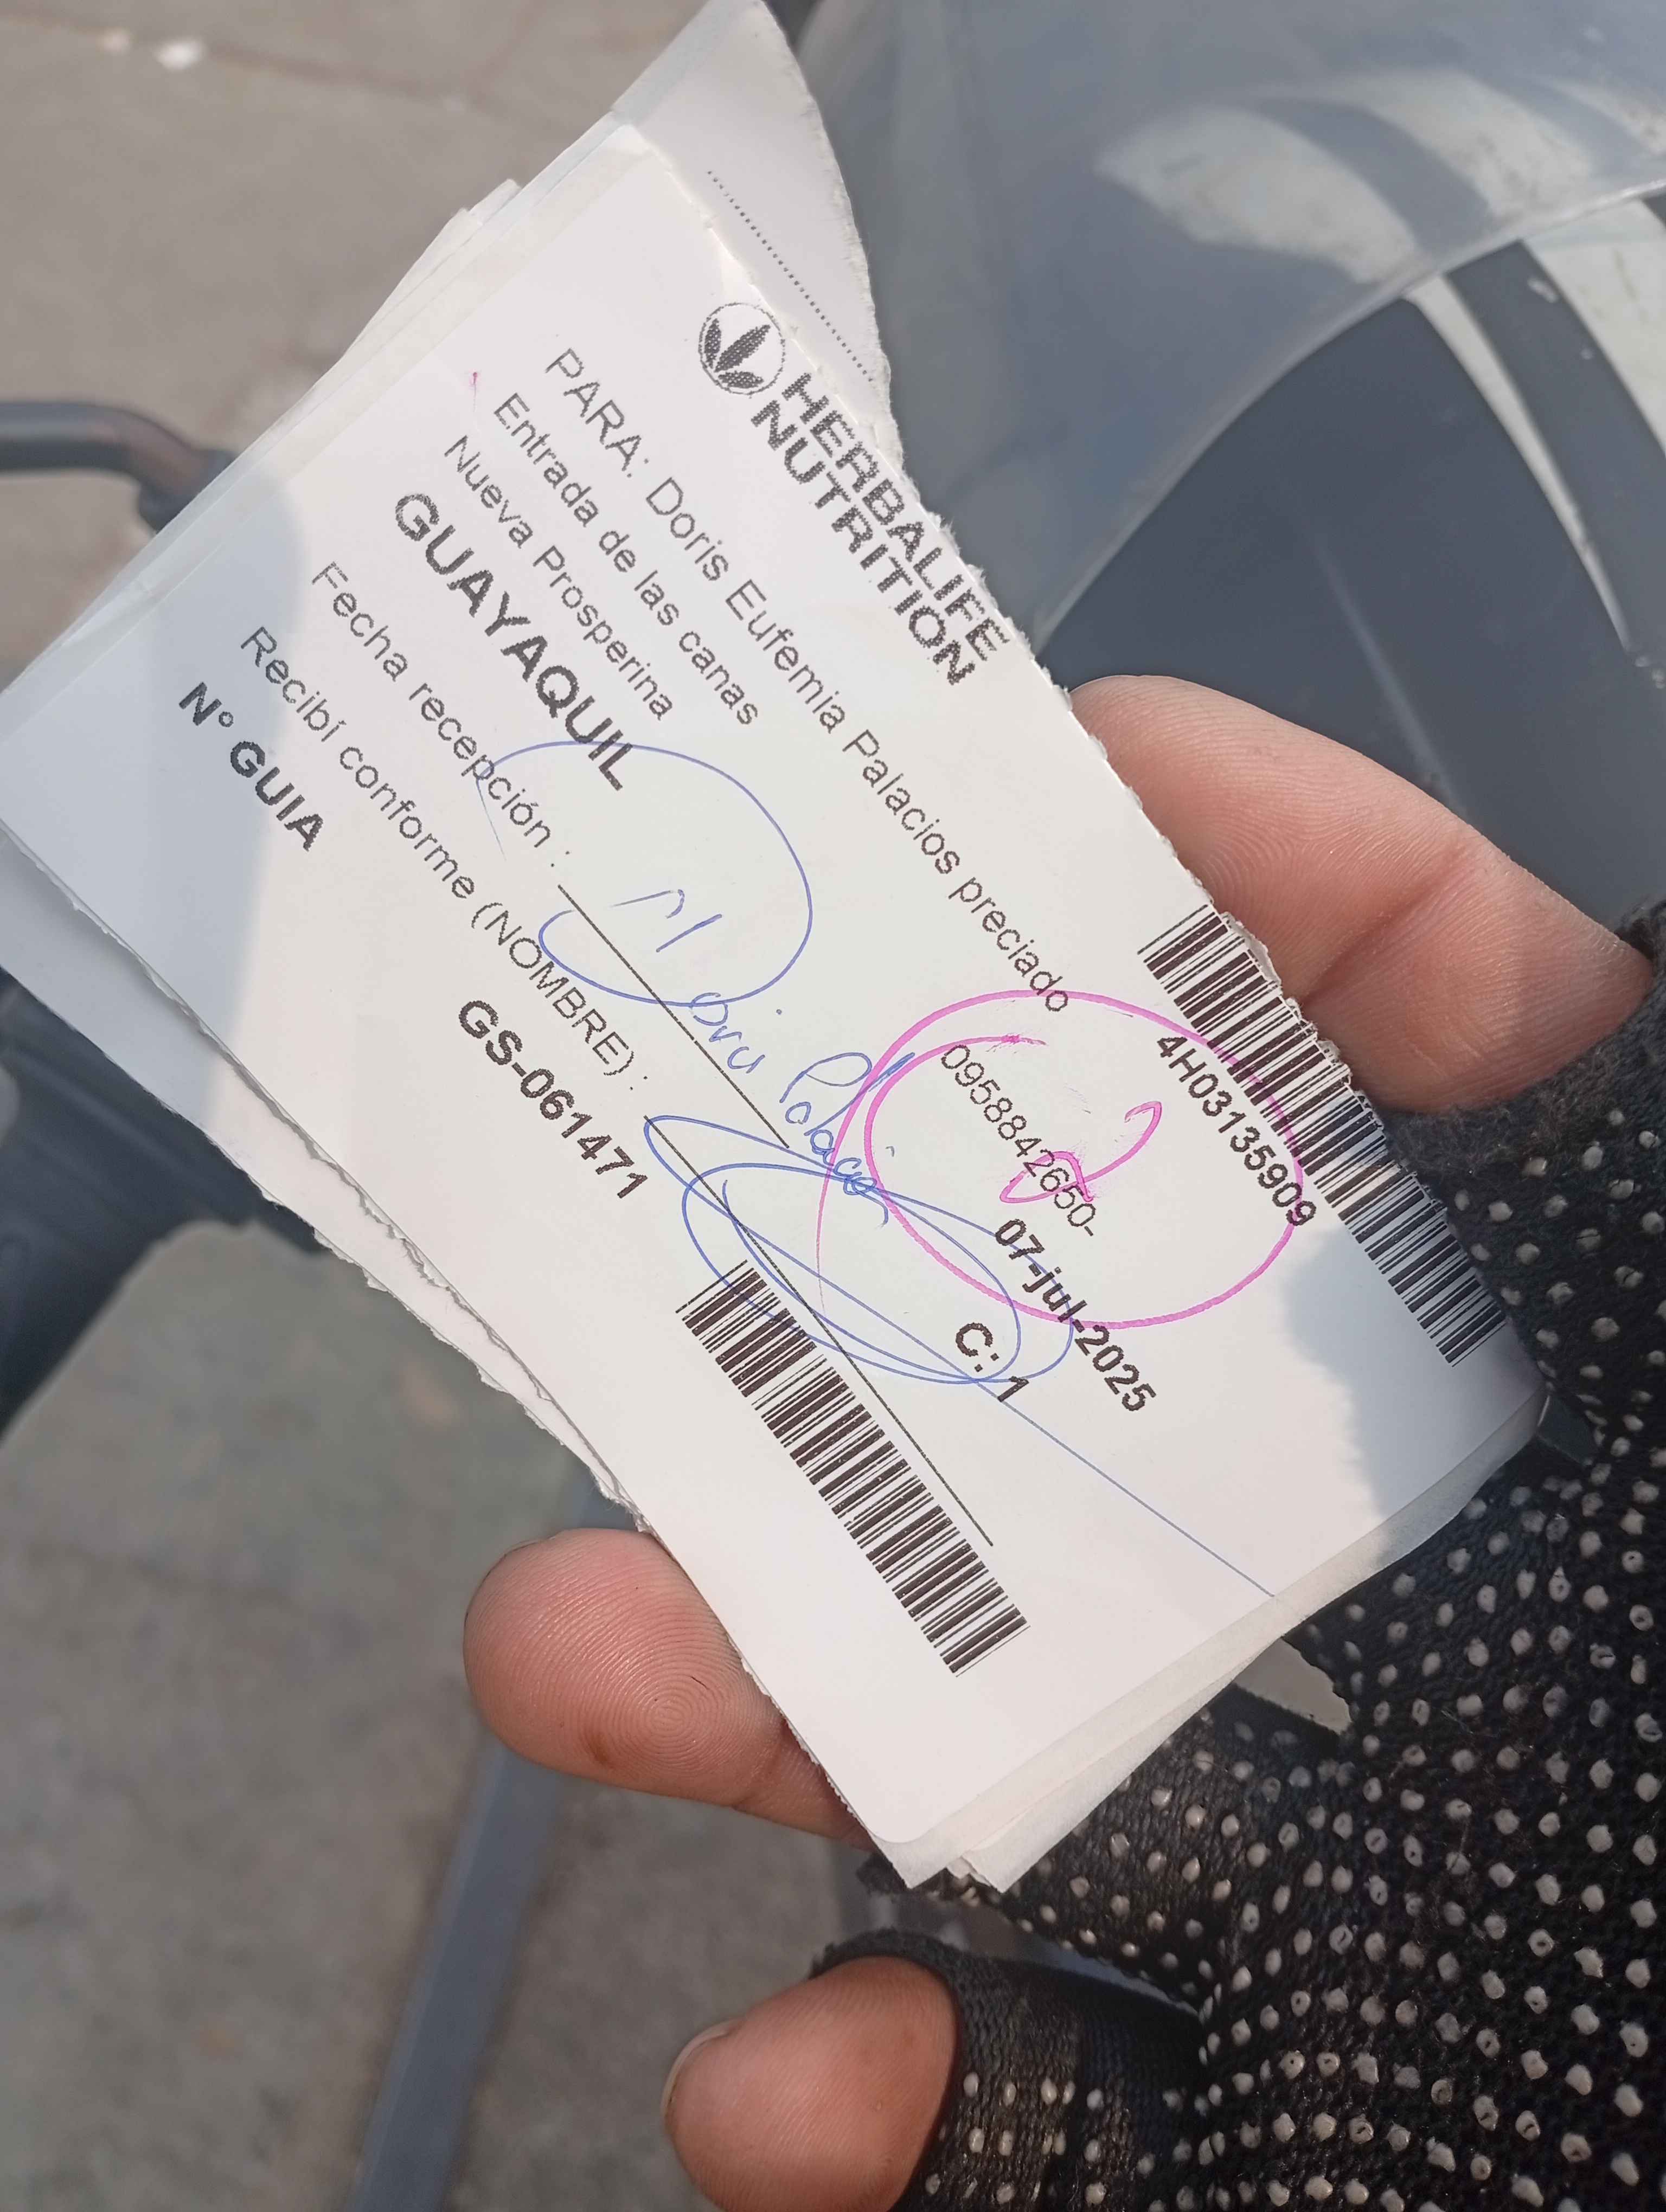 HERBALIFE
NUTRITION
4H03135909
PARA: Doris Eufemia Palacios preciado
Entrada de las canas
0958842650-
Nueva Prosperina
07-jul-2025
GUAYAQUIL
C: 1
Fecha recepción :
Recibí conforme (NOMBRE) :
N° GUIA
GS-061471